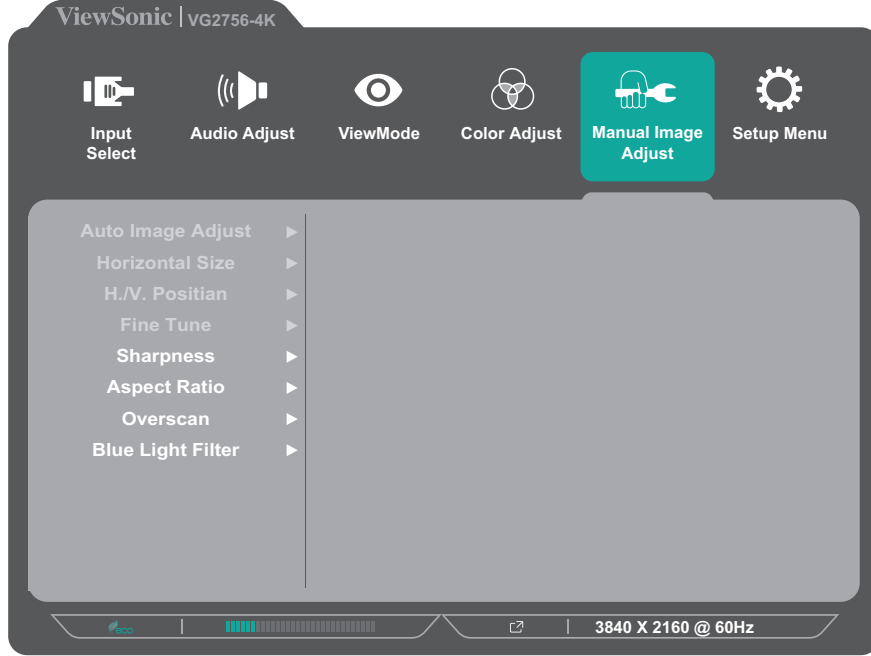 ViewSonic | VG2756-4K
Input Select
Audio Adjust
ViewMode
Color Adjust
Manual Image Adjust
Setup Menu
Auto Image Adjust
Horizontal Size
H./V. Positian
Fine Tune
Sharpness
Aspect Ratio
Overscan
Blue Light Filter
eco
3840 X 2160 @ 60Hz